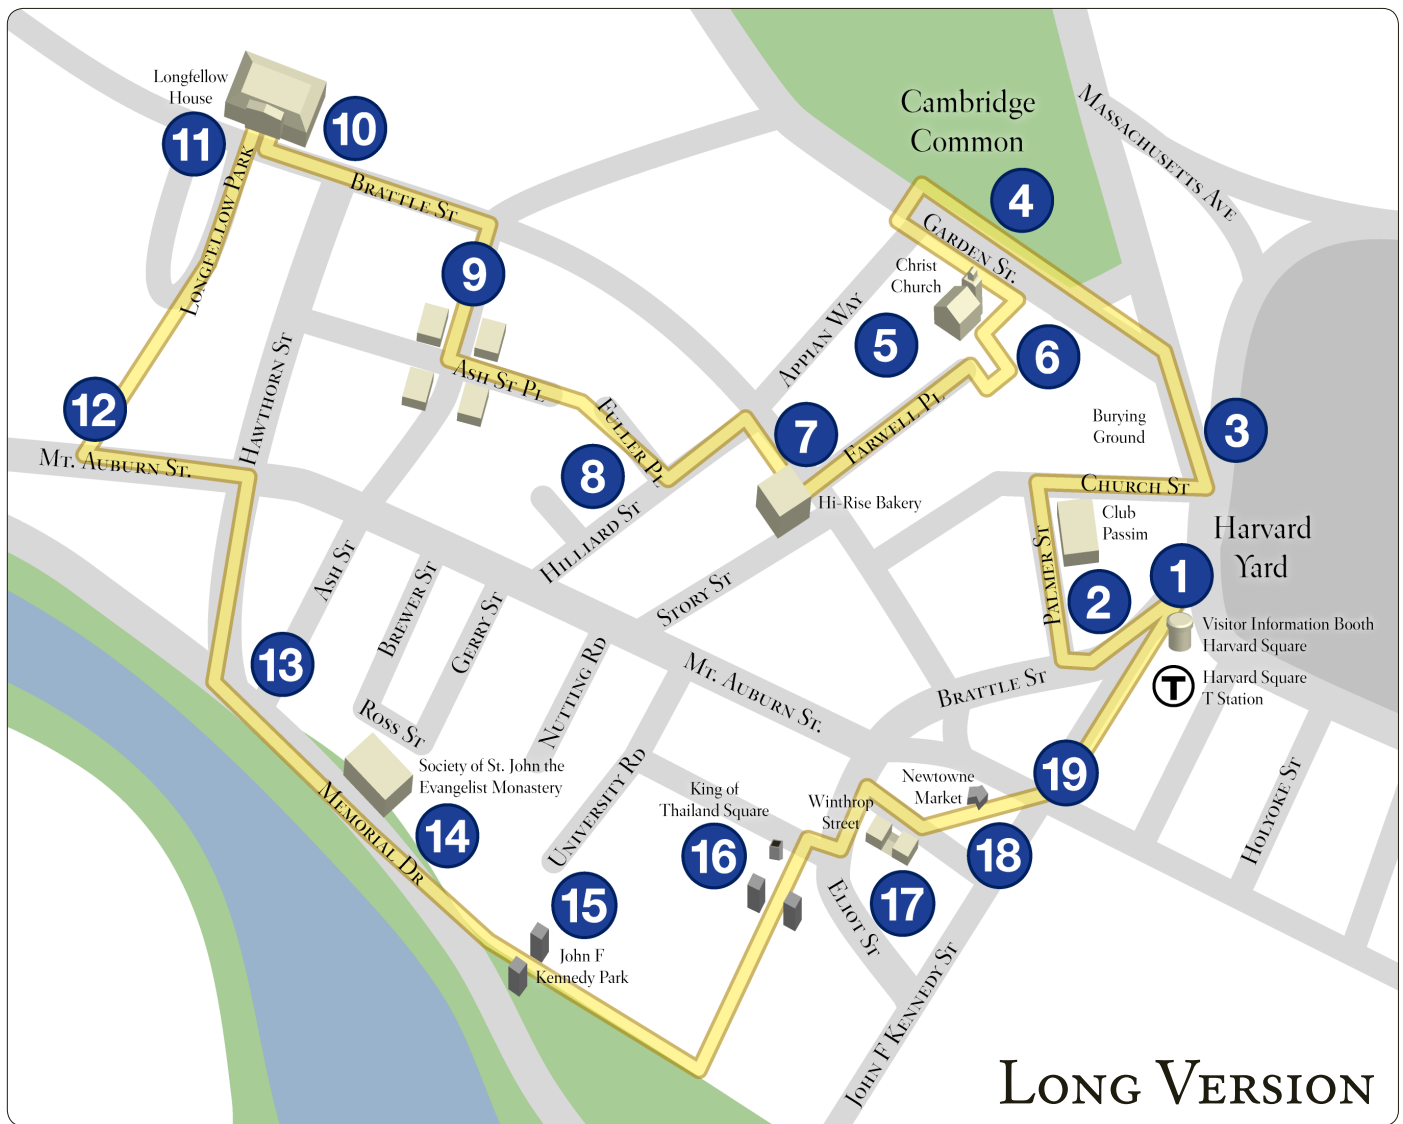 Longfellow
House
10
11
Longfellow Park
Brattle St
9
Cambridge
Common
Massachusetts Ave
4
Garden St.
Christ
Church
Appian Way
5
6
12
Mt. Auburn St.
Hawthorn St
Ash St Pl
Fuller Pl
8
7
Farwell Pl
Hi-Rise Bakery
Burying
Ground
3
Church St
Club
Passim
Palmer St
Harvard
Yard
1
2
Visitor Information Booth
Harvard Square
Harvard Square
T Station
T
Hilliard St
Story St
Ash St
Brewer St
Gerry St
Nutting Rd
Mt. Auburn St.
Brattle St
13
Ross St
Society of St. John the
Evangelist Monastery
14
Memorial Dr
University Rd
King of
Thailand Square
16
Winthrop
Street
Newtowne
Market
19
18
Holyoke St
15
John F
Kennedy Park
17
Eliot St
John F Kennedy St
Long Version